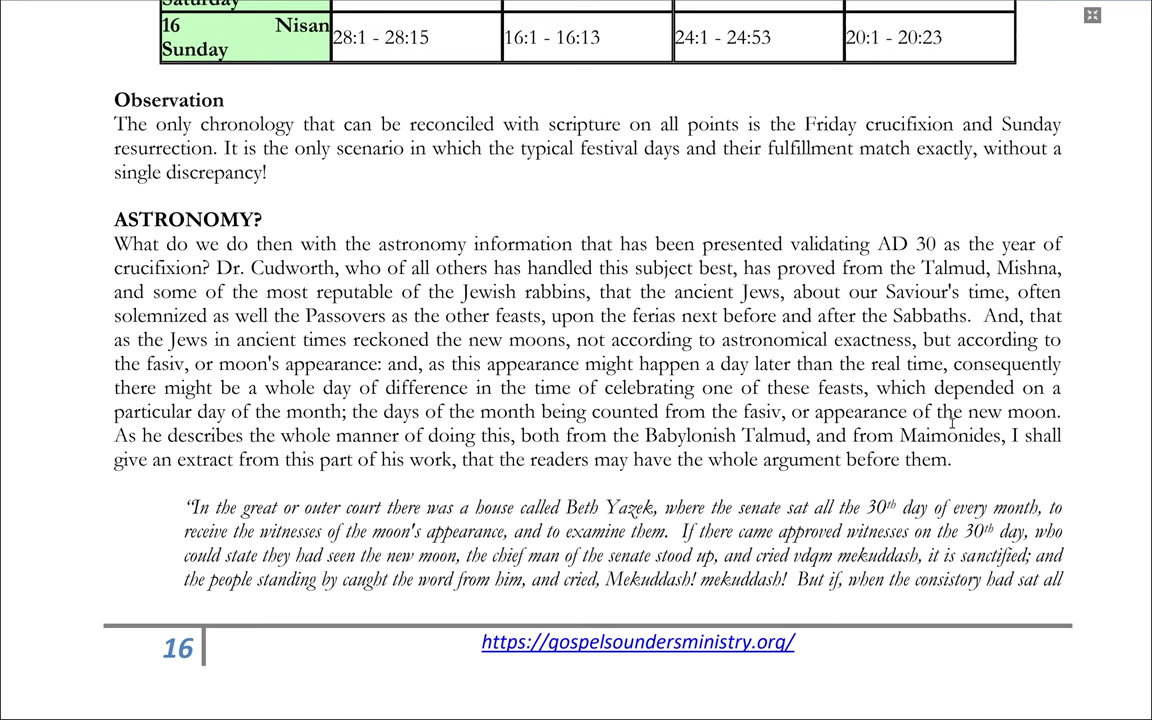 Saturday
16 Nisan
Sunday
28:1 - 28:15
16:1 - 16:13
24:1 - 24:53
20:1 - 20:23
Observation
The only chronology that can be reconciled with scripture on all points is the Friday crucifixion and Sunday
resurrection. It is the only scenario in which the typical festival days and their fulfillment match exactly, without a
single discrepancy!
ASTRONOMY?
What do we do then with the astronomy information that has been presented validating AD 30 as the year of
crucifixion? Dr. Cudworth, who of all others has handled this subject best, has proved from the Talmud, Mishna,
and some of the most reputable of the Jewish rabbins, that the ancient Jews, about our Saviour's time, often
solemnized as well the Passovers as the other feasts, upon the ferias next before and after the Sabbaths. And, that
as the Jews in ancient times reckoned the new moons, not according to astronomical exactness, but according to
the fasiv, or moon's appearance: and, as this appearance might happen a day later than the real time, consequently
there might be a whole day of difference in the time of celebrating one of these feasts, which depended on a
particular day of the month; the days of the month being counted from the fasiv, or appearance of the new moon.
As he describes the whole manner of doing this, both from the Babylonish Talmud, and from Maimonides, I shall
give an extract from this part of his work, that the readers may have the whole argument before them.
“In the great or outer court there was a house called Beth Yazek, where the senate sat all the 30th day of every month, to
receive the witnesses of the moon's appearance, and to examine them. If there came approved witnesses on the 30th day, who
could state they had seen the new moon, the chief man of the senate stood up, and cried vdqm mekuddash, it is sanctified; and
the people standing by caught the word from him, and cried, Mekuddash! mekuddash! But if, when the consistory had sat all
16
https://gospelsoundersministry.org/